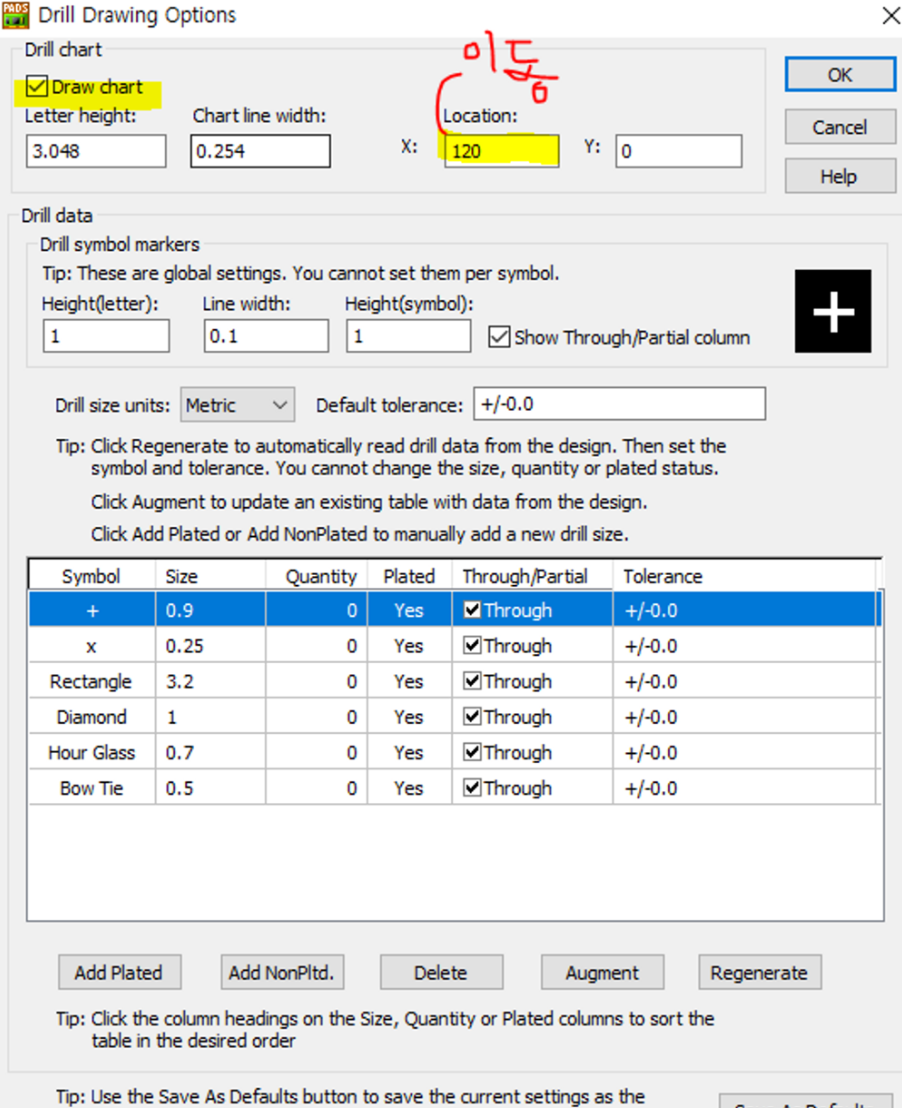 PADS Drill Drawing Options
Drill chart
이동
Draw chart
OK
Letter height: Chart line width: Location:
3.048 0.254 X: 120 Y: 0
Cancel
Help
Drill data
Drill symbol markers
Tip: These are global settings. You cannot set them per symbol.
Height(letter): Line width: Height(symbol):
1 0.1 1 Show Through/Partial column
+
Drill size units: Metric Default tolerance: +/-0.0
Tip: Click Regenerate to automatically read drill data from the design. Then set the
symbol and tolerance. You cannot change the size, quantity or plated status.
Click Augment to update an existing table with data from the design.
Click Add Plated or Add NonPlated to manually add a new drill size.
Symbol Size Quantity Plated Through/Partial Tolerance
+ 0.9 0 Yes Through +/-0.0
x 0.25 0 Yes Through +/-0.0
Rectangle 3.2 0 Yes Through +/-0.0
Diamond 1 0 Yes Through +/-0.0
Hour Glass 0.7 0 Yes Through +/-0.0
Bow Tie 0.5 0 Yes Through +/-0.0
Add Plated Add NonPltd. Delete Augment Regenerate
Tip: Click the column headings on the Size, Quantity or Plated columns to sort the
table in the desired order
Tip: Use the Save As Defaults button to save the current settings as the